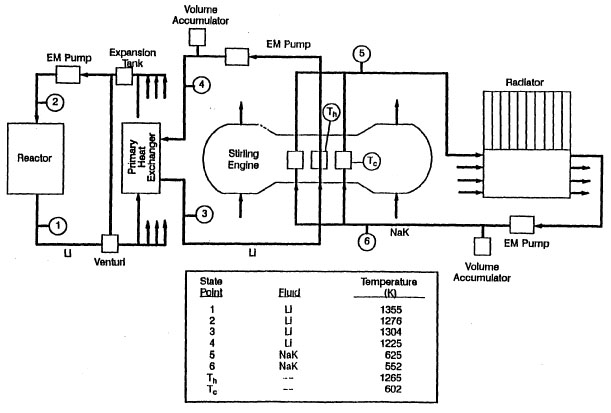 Volume
Accumulator
EM Pump
Expansion
Tank
EM Pump
5
2
4
Radiator
Reactor
Primary
Heat
Exchanger
Stirling
Engine
Th
Tc
1
3
6
Li
Venturi
Li
NaK
EM Pump
Volume
Accumulator
State
Point Fluid Temperature
(K)
1 Li 1355
2 Li 1276
3 Li 1304
4 Li 1225
5 NaK 625
6 NaK 552
Th -- 1265
Tc -- 602